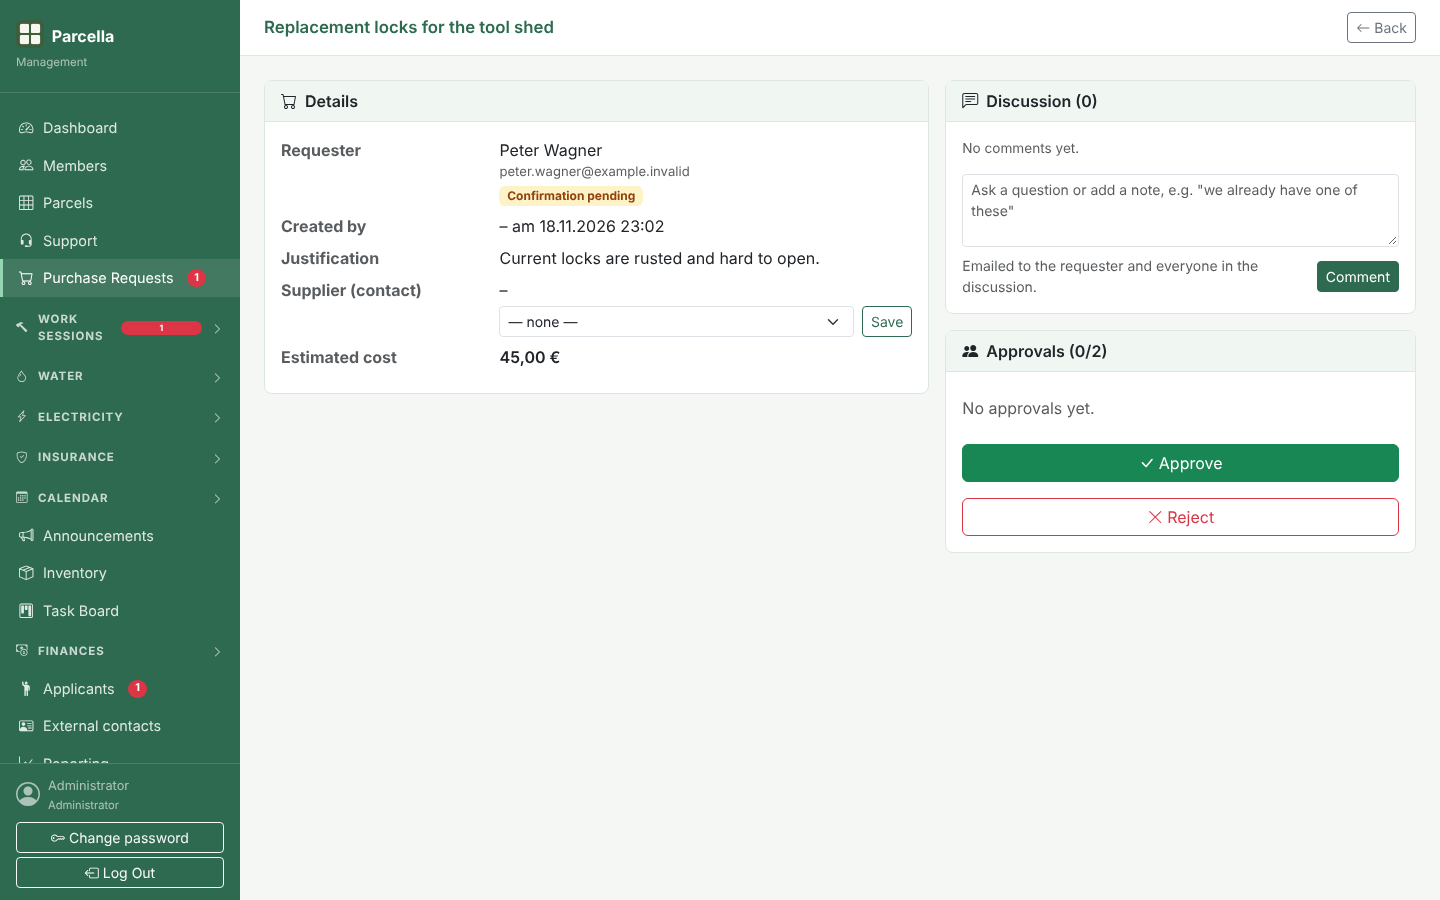 Parcella
Management
Dashboard
Members
Parcels
Support
Purchase Requests 1
WORK SESSIONS 1
WATER
ELECTRICITY
INSURANCE
CALENDAR
Announcements
Inventory
Task Board
FINANCES
Applicants 1
External contacts
Reporting
Administrator
Administrator
Change password
Log Out
Replacement locks for the tool shed
Back
Details
Requester
Peter Wagner
peter.wagner@example.invalid
Confirmation pending
Created by
– am 18.11.2026 23:02
Justification
Current locks are rusted and hard to open.
Supplier (contact)
–
— none —
Save
Estimated cost
45,00 €
Discussion (0)
No comments yet.
Ask a question or add a note, e.g. "we already have one of
these"
Emailed to the requester and everyone in the
discussion.
Comment
Approvals (0/2)
No approvals yet.
Approve
Reject